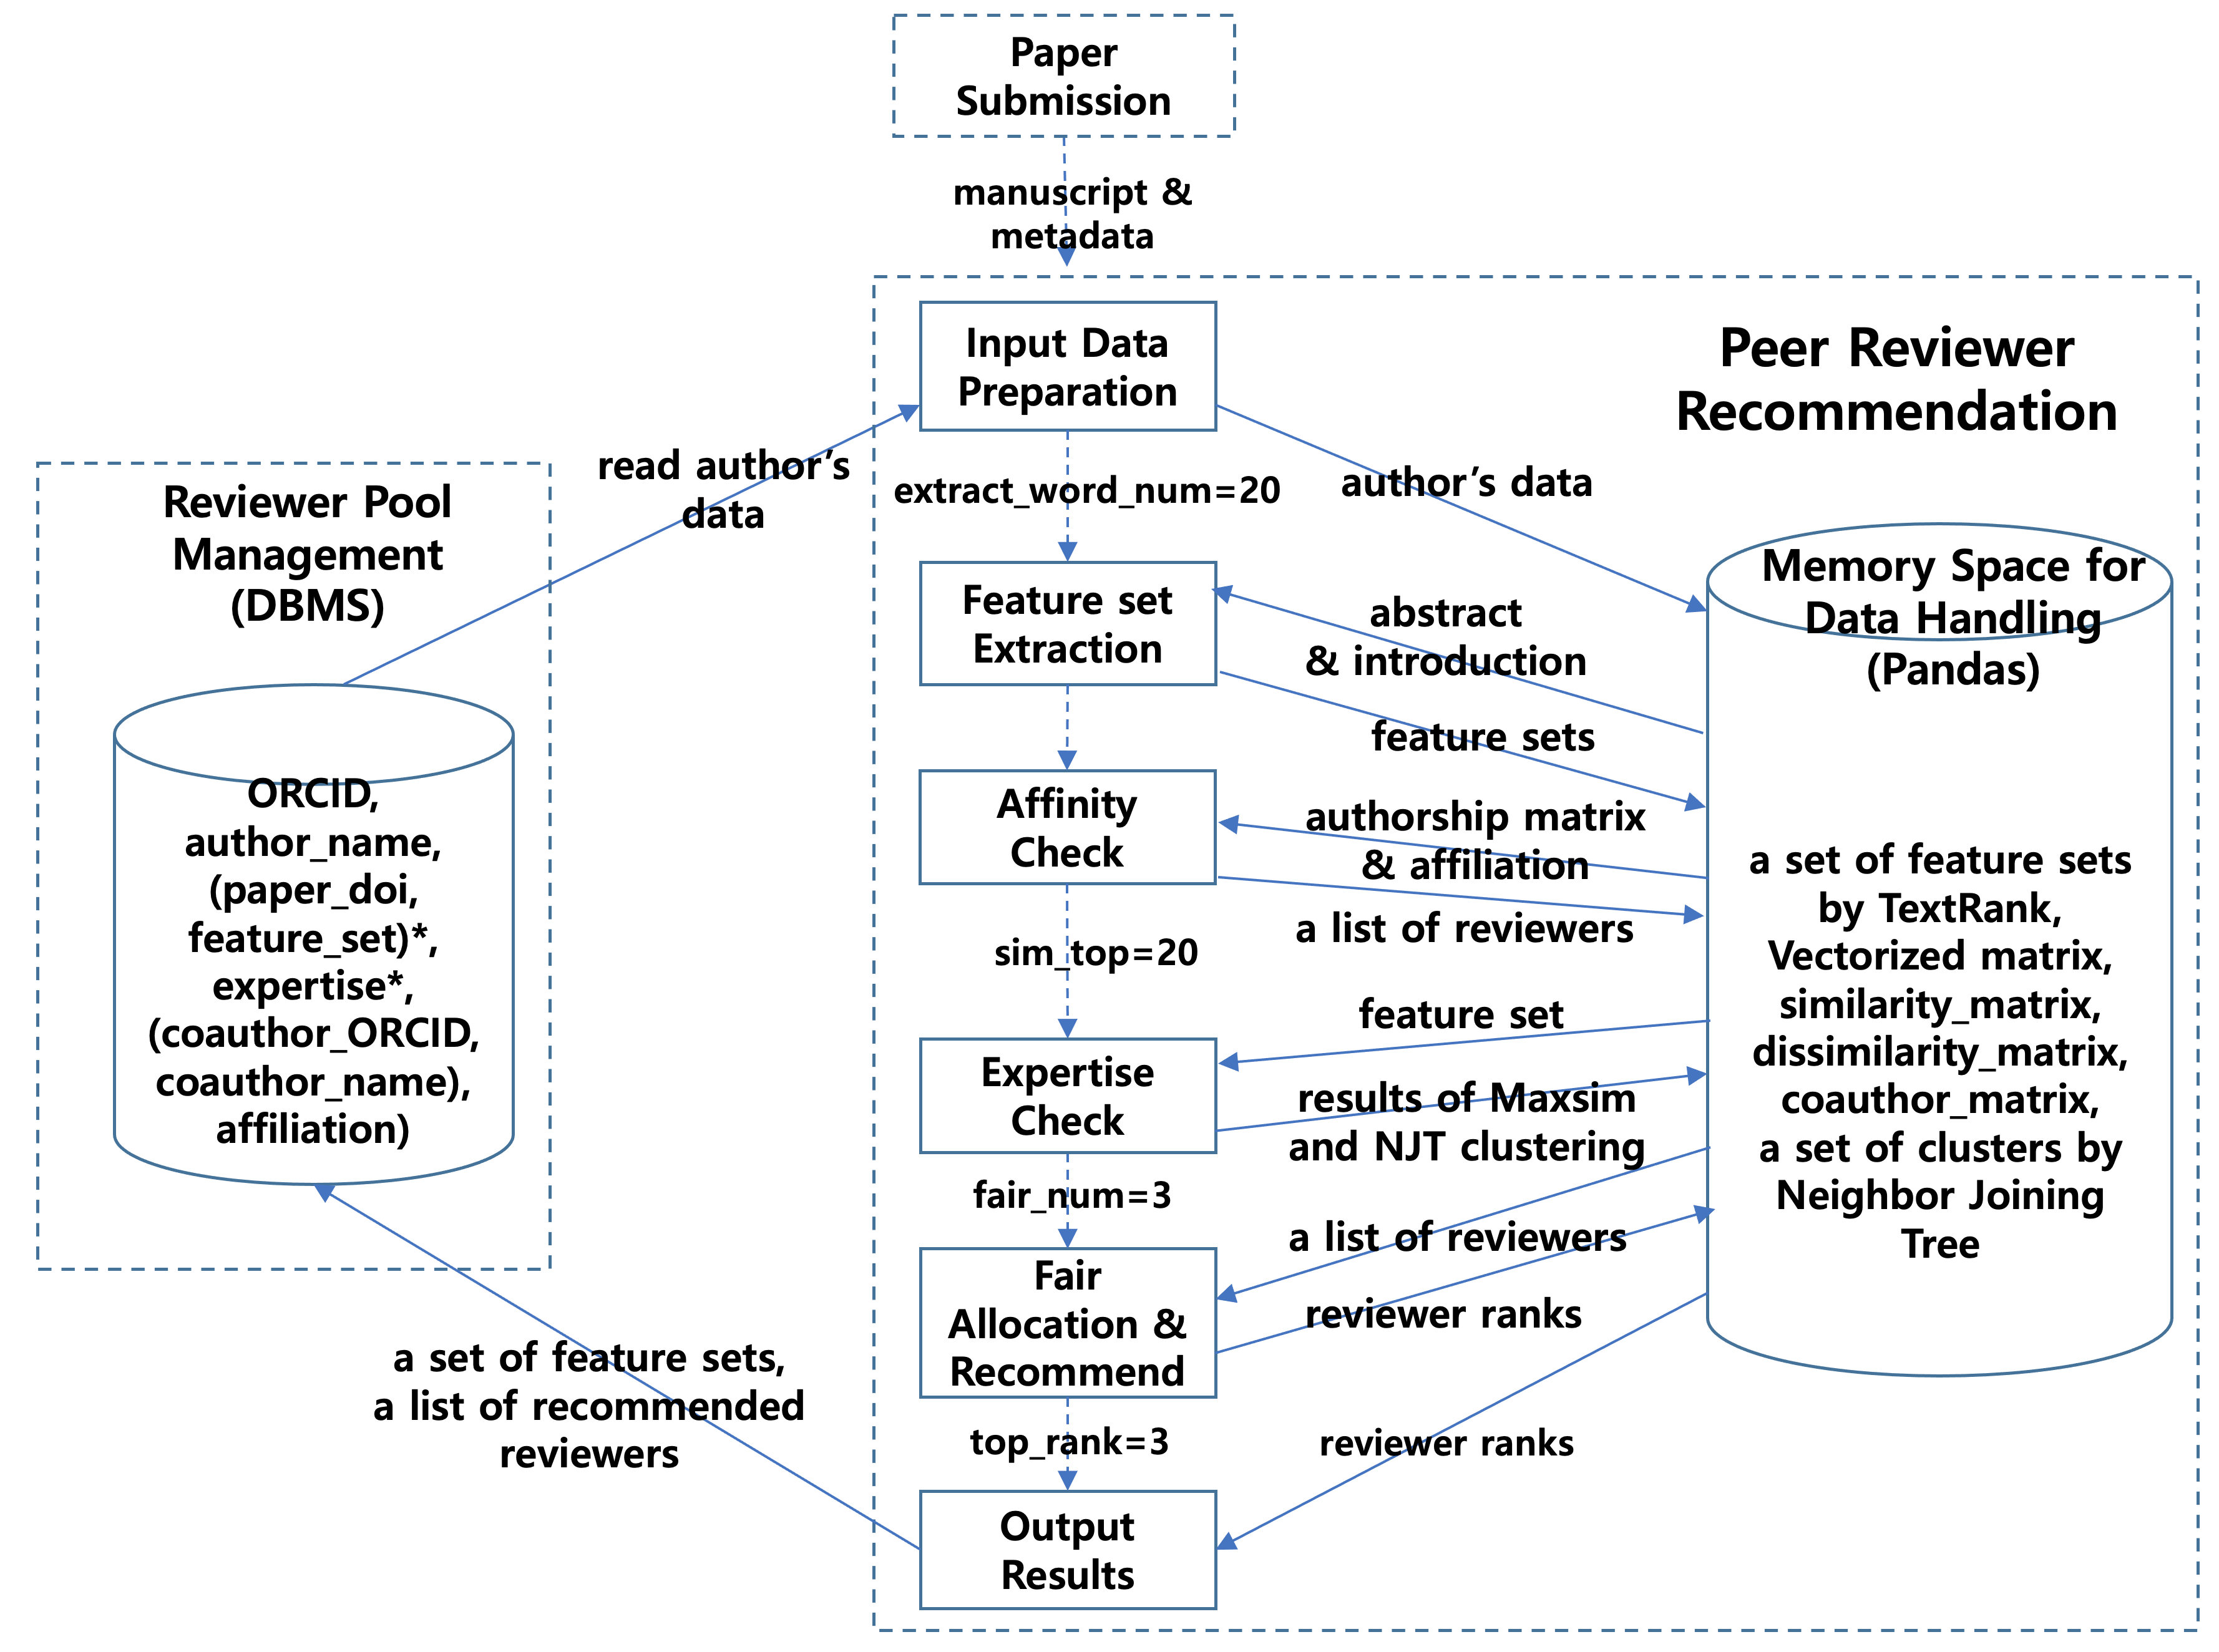 Paper
Submission
manuscript &
metadata
Input Data
Preparation
Peer Reviewer
Recommendation
read author’s
data
extract_word_num=20
author’s data
Reviewer Pool
Management
(DBMS)
Feature set
Extraction
abstract
& introduction
Memory Space for
Data Handling
(Pandas)
feature sets
ORCID,
author_name,
(paper_doi,
feature_set)*,
expertise*,
(coauthor_ORCID,
coauthor_name),
affiliation)
Affinity
Check
authorship matrix
& affiliation
a list of reviewers
sim_top=20
a set of feature sets
by TextRank,
Vectorized matrix,
similarity_matrix,
dissimilarity_matrix,
coauthor_matrix,
a set of clusters by
Neighbor Joining
Tree
feature set
Expertise
Check
results of Maxsim
and NJT clustering
fair_num=3
a list of reviewers
Fair
Allocation &
Recommend
reviewer ranks
a set of feature sets,
a list of recommended
reviewers
top_rank=3
reviewer ranks
Output
Results